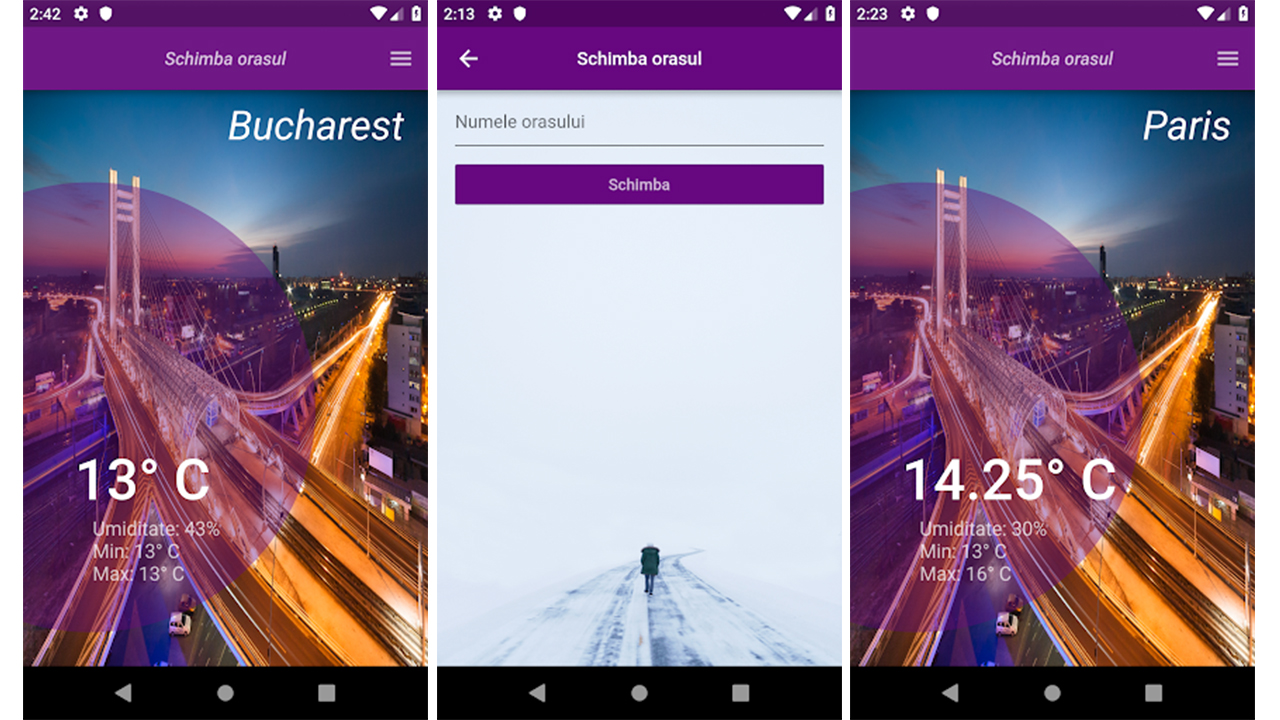 2:42
Schimba orasul
Bucharest
13° C
Umiditate: 43%
Min: 13° C
Max: 13° C
2:13
Schimba orasul
Numele orasului
Schimba
2:23
Schimba orasul
Paris
14.25° C
Umiditate: 30%
Min: 13° C
Max: 16° C